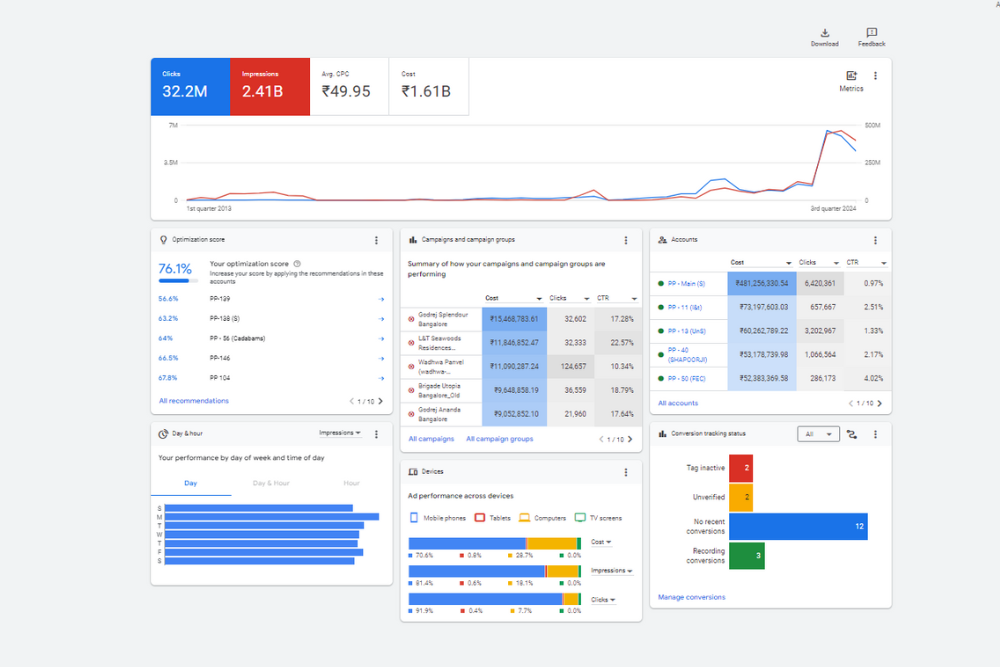 Download Feedback
Clicks Impressions Avg. CPC Cost
32.2M 2.41B ₹49.95 ₹1.61B
Metrics
7M 500M
3.5M 250M
0 0
1st quarter 2013 3rd quarter 2024
Optimization score
76.1% Your optimization score
Increase your score by applying the recommendations in these
accounts
56.6% PP-139
63.2% PP-138 (S)
64% PP - 56 (Cadabams)
66.5% PP-146
67.8% PP 104
All recommendations 1 / 10
Campaigns and campaign groups
Summary of how your campaigns and campaign groups are
performing
Cost Clicks CTR
Godrej Splendour
Bangalore ₹15,468,783.61 32,602 17.28%
L&T Seawoods
Residences... ₹11,846,852.47 32,333 22.57%
Wadhwa Panvel
(wadhwa-... ₹11,090,287.24 124,657 10.34%
Brigade Utopia
Bangalore_Old ₹9,648,858.19 36,559 18.79%
Godrej Ananda
Bangalore ₹9,052,852.10 21,960 17.64%
All campaigns All campaign groups 1 / 10
Accounts
Cost Clicks CTR
PP - Main (S) ₹481,256,330.54 6,420,361 0.97%
PP - 11 (I&r) ₹73,197,603.03 657,667 2.51%
PP - 13 (UnS) ₹60,262,789.22 3,202,967 1.33%
PP - 40
(SHAPOORJI) ₹53,178,739.98 1,066,564 2.17%
PP - 50 (FEC) ₹52,383,369.58 286,173 4.02%
All accounts 1 / 10
Day & hour Impressions
Your performance by day of week and time of day
Day Day & Hour Hour
S
M
T
W
T
F
S
Devices
Ad performance across devices
Mobile phones Tablets Computers TV screens
Cost
70.6% 0.8% 28.7% 0.0%
Impressions
81.4% 0.6% 18.1% 0.0%
Clicks
91.9% 0.4% 7.7% 0.0%
Conversion tracking status All
Tag inactive 2
Unverified 2
No recent
conversions 12
Recording
conversions 3
Manage conversions